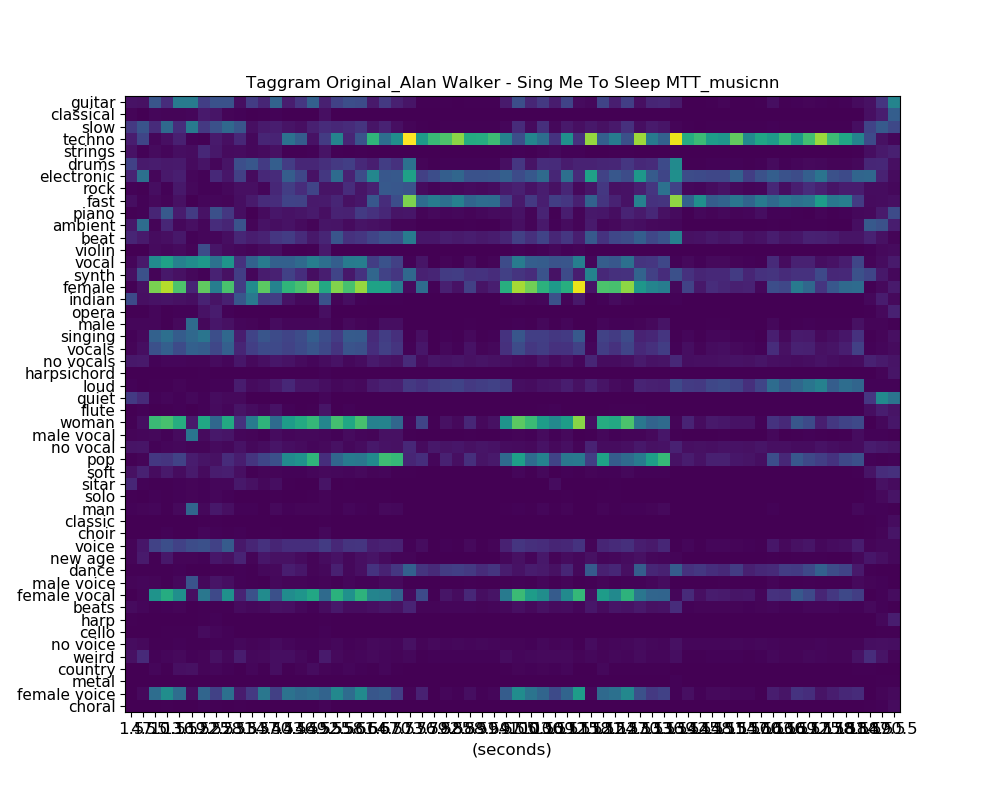 Taggram Original_Alan Walker - Sing Me To Sleep MTT_musicnn
guitar
classical
slow
techno
strings
drums
electronic
rock
fast
piano
ambient
beat
violin
vocal
synth
female
indian
opera
male
singing
vocals
no vocals
harpsichord
loud
quiet
flute
woman
male vocal
no vocal
pop
soft
sitar
solo
man
classic
choir
voice
new age
dance
male voice
female vocal
beats
harp
cello
no voice
weird
country
metal
female voice
choral
(seconds)